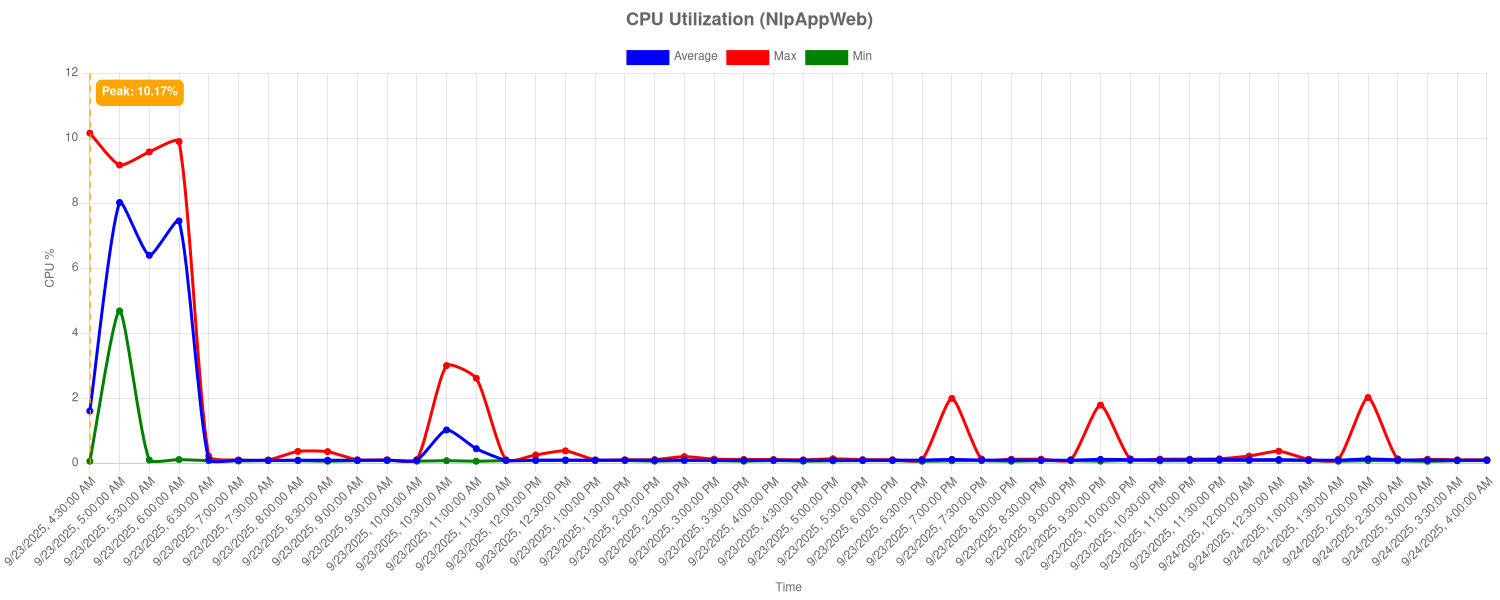 CPU Utilization (NlpAppWeb)
Average Max Min
12
Peak: 10.17%
10
8
6
4
2
0
CPU %
9/23/2025, 4:30:00 AM
9/23/2025, 5:00:00 AM
9/23/2025, 5:30:00 AM
9/23/2025, 6:00:00 AM
9/23/2025, 6:30:00 AM
9/23/2025, 7:00:00 AM
9/23/2025, 7:30:00 AM
9/23/2025, 8:00:00 AM
9/23/2025, 8:30:00 AM
9/23/2025, 9:00:00 AM
9/23/2025, 9:30:00 AM
9/23/2025, 10:00:00 AM
9/23/2025, 10:30:00 AM
9/23/2025, 11:00:00 AM
9/23/2025, 11:30:00 AM
9/23/2025, 12:00:00 PM
9/23/2025, 12:30:00 PM
9/23/2025, 1:00:00 PM
9/23/2025, 1:30:00 PM
9/23/2025, 2:00:00 PM
9/23/2025, 2:30:00 PM
9/23/2025, 3:00:00 PM
9/23/2025, 3:30:00 PM
9/23/2025, 4:00:00 PM
9/23/2025, 4:30:00 PM
9/23/2025, 5:00:00 PM
9/23/2025, 5:30:00 PM
9/23/2025, 6:00:00 PM
9/23/2025, 6:30:00 PM
9/23/2025, 7:00:00 PM
9/23/2025, 7:30:00 PM
9/23/2025, 8:00:00 PM
9/23/2025, 8:30:00 PM
9/23/2025, 9:00:00 PM
9/23/2025, 9:30:00 PM
9/23/2025, 10:00:00 PM
9/23/2025, 10:30:00 PM
9/23/2025, 11:00:00 PM
9/23/2025, 11:30:00 PM
9/24/2025, 12:00:00 AM
9/24/2025, 12:30:00 AM
9/24/2025, 1:00:00 AM
9/24/2025, 1:30:00 AM
9/24/2025, 2:00:00 AM
9/24/2025, 2:30:00 AM
9/24/2025, 3:00:00 AM
9/24/2025, 3:30:00 AM
9/24/2025, 4:00:00 AM
Time